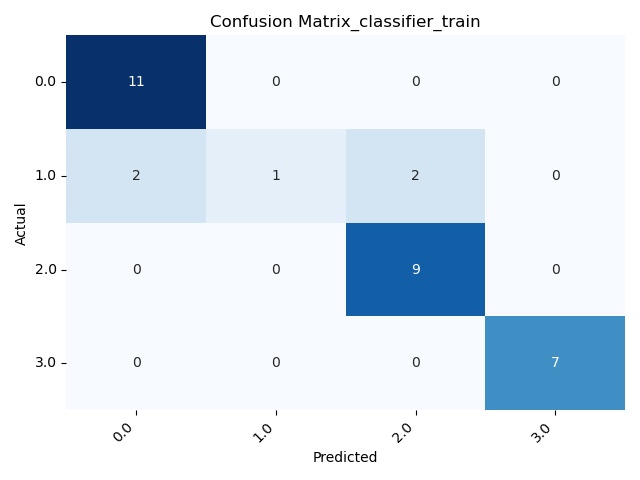 Confusion Matrix_classifier_train
Actual
0.0 11 0 0 0
1.0 2 1 2 0
2.0 0 0 9 0
3.0 0 0 0 7
0.0 1.0 2.0 3.0
Predicted